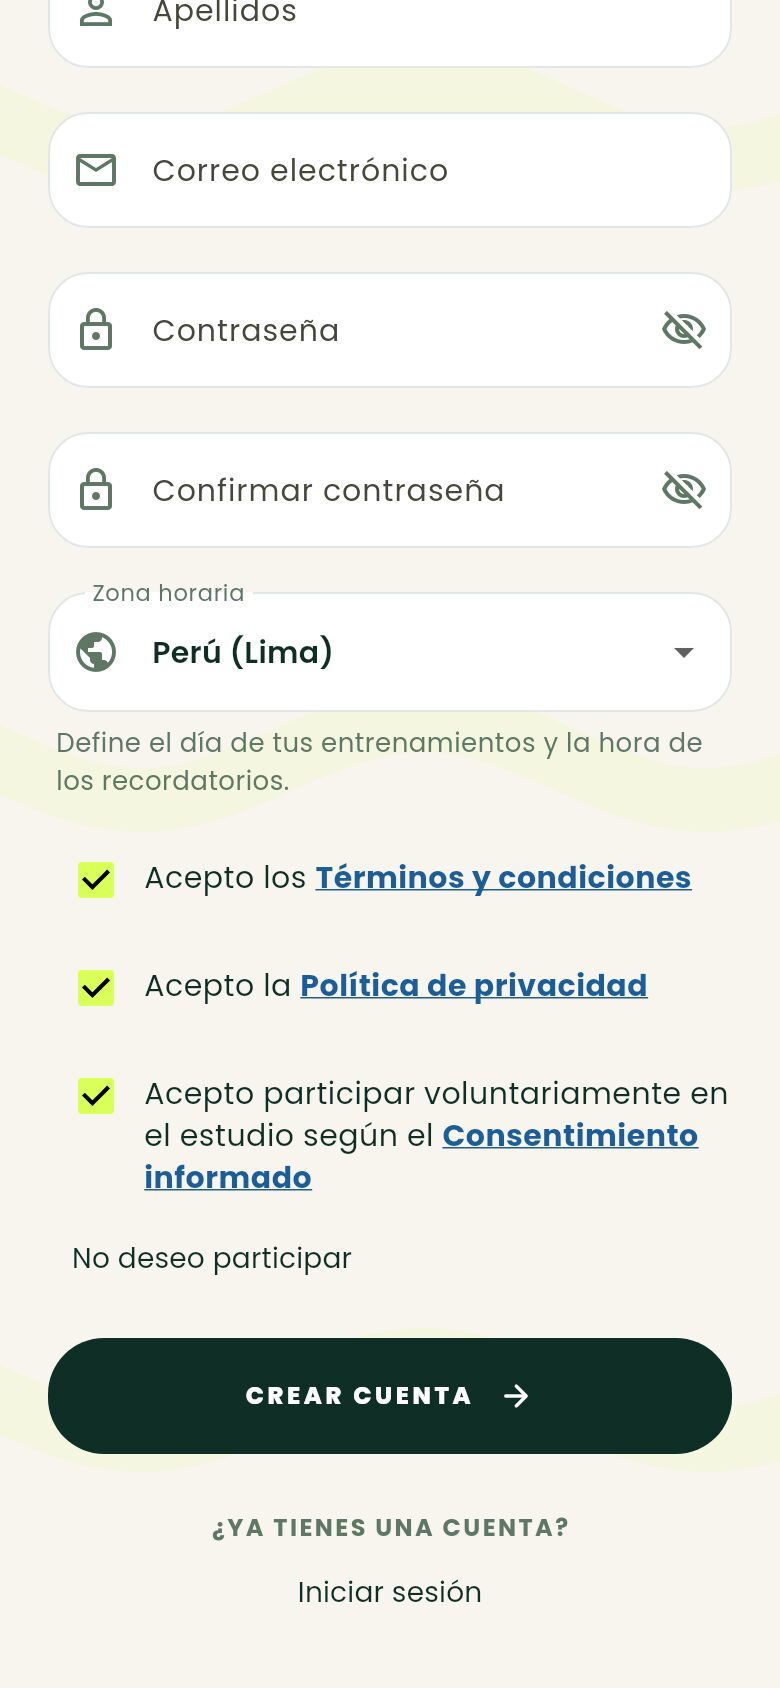 Apellidos
Correo electrónico
Contraseña
Confirmar contraseña
Zona horaria
Perú (Lima)
Define el día de tus entrenamientos y la hora de
los recordatorios.
Acepto los Términos y condiciones
Acepto la Política de privacidad
Acepto participar voluntariamente en
el estudio según el Consentimiento
informado
No deseo participar
CREAR CUENTA
¿YA TIENES UNA CUENTA?
Iniciar sesión